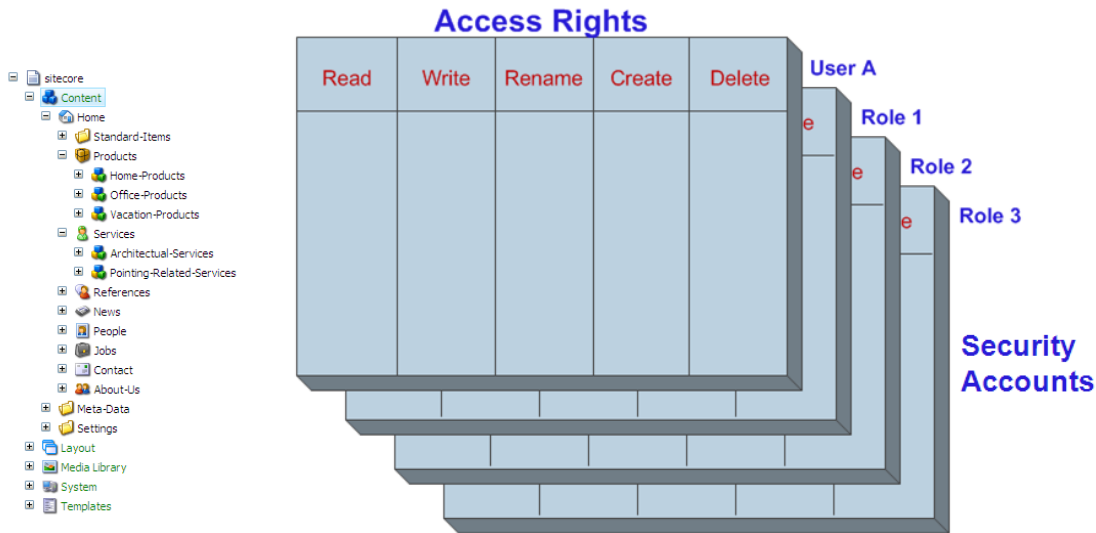 Access Rights
sitecore
Content
Home
Standard-Items
Products
Home-Products
Office-Products
Vacation-Products
Services
Architectual-Services
Pointing-Related-Services
References
News
People
Jobs
Contact
About-Us
Meta-Data
Settings
Layout
Media Library
System
Templates
Read Write Rename Create Delete
User A
e
Role 1
e
Role 2
e
Role 3
Security
Accounts